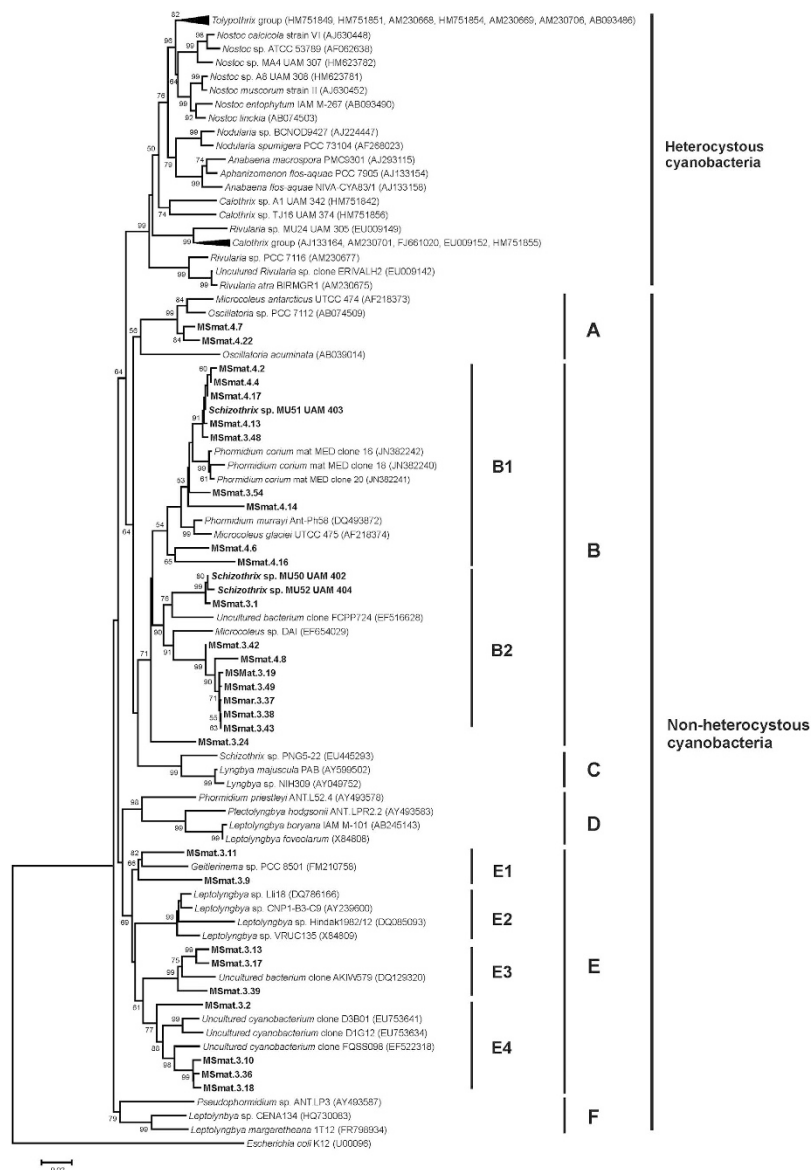 Tolypothrix group (HM751849, HM751851, AM230668, HM751854, AM230669, AM230706, AB093486)
Nostoc calcicola strain VI (AJ630448)
Nostoc sp. ATCC 53789 (AF062638)
Nostoc sp. MA4 UAM 307 (HM623782)
Nostoc sp. A8 UAM 308 (HM623781)
Nostoc muscorum strain II (AJ630452)
Nostoc entophytum IAM M-267 (AB093490)
Nostoc linckia (AB074503)
Nodularia sp. BCNOD9427 (AJ224447)
Nodularia spumigera PCC 73104 (AF268023)
Anabaena macrospora PMC9301 (AJ293115)
Aphanizomenon flos-aquae PCC 7905 (AJ133154)
Anabaena flos-aquae NIVA-CYA83/1 (AJ133158)
Calothrix sp. A1 UAM 342 (HM751842)
Calothrix sp. TJ16 UAM 374 (HM751856)
Rivularia sp. MU24 UAM 305 (EU009149)
Calothrix group (AJ133164, AM230701, FJ661020, EU009152, HM751855)
Rivularia sp. PCC 7116 (AM230677)
Unculured Rivularia sp. clone ERIVALH2 (EU009142)
Rivularia atra BIRMGR1 (AM230675)
Heterocystous
cyanobacteria
Microcoleus antarcticus UTCC 474 (AF218373)
Oscillatoria sp. PCC 7112 (AB074509)
MSmat.4.7
MSmat.4.22
Oscillatoria acuminata (AB039014)
A
MSmat.4.2
MSmat.4.4
MSmat.4.17
Schizothrix sp. MU51 UAM 403
MSmat.4.13
MSmat.3.48
Phormidium corium mat MED clone 16 (JN382242)
Phormidium corium mat MED clone 18 (JN382240)
Phormidium corium mat MED clone 20 (JN382241)
MSmat.3.54
MSmat.4.14
Phormidium murrayi Ant-Ph58 (DQ493872)
Microcoleus glaciei UTCC 475 (AF218374)
MSmat.4.6
MSmat.4.16
B1
B
Schizothrix sp. MU50 UAM 402
Schizothrix sp. MU52 UAM 404
MSmat.3.1
Uncultured bacterium clone FCPP724 (EF516628)
Microcoleus sp. DAI (EF654029)
MSmat.3.42
MSmat.4.8
MSMat.3.19
MSmat.3.49
MSmar.3.37
MSmat.3.38
MSmat.3.43
B2
MSmat.3.24
Non-heterocystous
cyanobacteria
Schizothrix sp. PNG5-22 (EU445293)
Lyngbya majuscula PAB (AY599502)
Lyngbya sp. NIH309 (AY049752)
C
Phormidium priestleyi ANT.L52.4 (AY493578)
Plectolyngbya hodgsonii ANT.LPR2.2 (AY493583)
Leptolyngbya boryana IAM M-101 (AB245143)
Leptolyngbya foveolarum (X84808)
D
MSmat.3.11
Geitlerinema sp. PCC 8501 (FM210758)
MSmat.3.9
E1
Leptolyngbya sp. Lli18 (DQ786166)
Leptolyngbya sp. CNP1-B3-C9 (AY239600)
Leptolyngbya sp. Hindak1982/12 (DQ085093)
Leptolyngbya sp. VRUC135 (X84809)
E2
MSmat.3.13
MSmat.3.17
Uncultured bacterium clone AKIW579 (DQ129320)
MSmat.3.39
E3
E
MSmat.3.2
Uncultured cyanobacterium clone D3B01 (EU753641)
Uncultured cyanobacterium clone D1G12 (EU753634)
Uncultured cyanobacterium clone FQSS098 (EF522318)
MSmat.3.10
MSmat.3.36
MSmat.3.18
E4
Pseudophormidium sp. ANT.LP3 (AY493587)
Leptolynbya sp. CENA134 (HQ730083)
Leptolyngbya margaretheana 1T12 (FR798934)
F
Escherichia coli K12 (U00096)
0.02